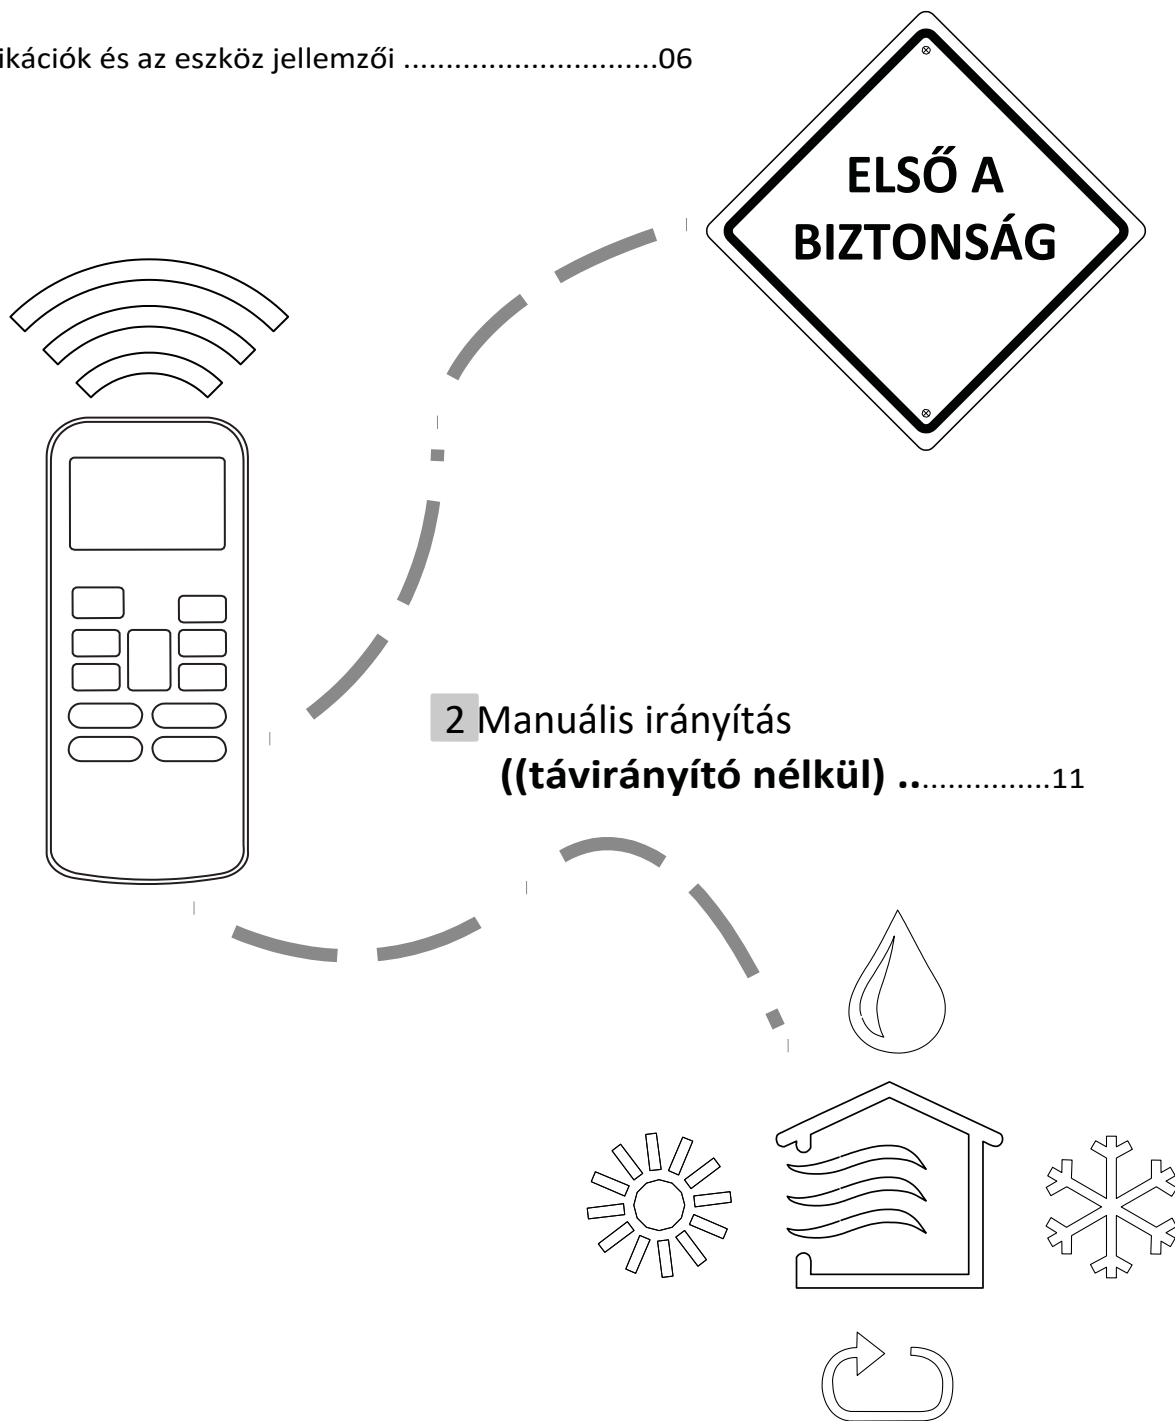 ikációk és az eszköz jellemzői ..............................06
ELSŐ A
BIZTONSÁG
2 Manuális irányítás
((távirányító nélkül) .................11